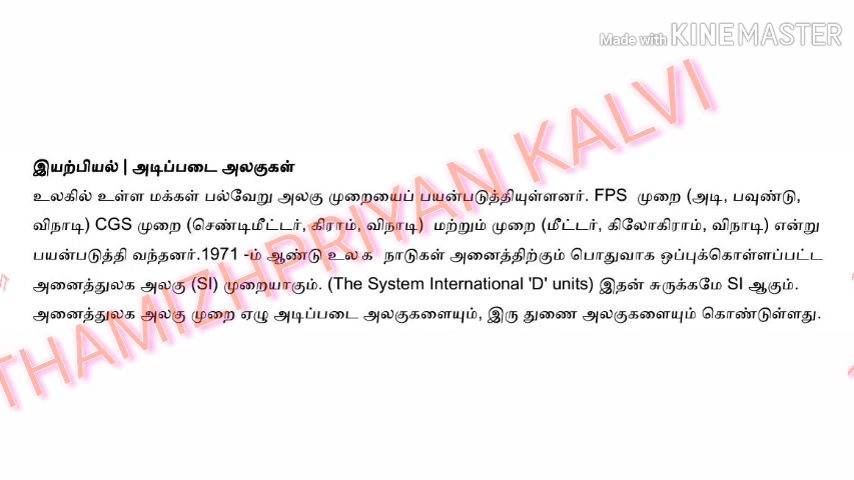 Made with KINEMASTER
இயற்பியல் | அடிப்படை அலகுகள்
உலகில் உள்ள மக்கள் பல்வேறு அலகு முறையைப் பயன்படுத்தியுள்ளனர். FPS முறை (அடி, பவுண்டு,
விநாடி) CGS முறை (செண்டிமீட்டர், கிராம், விநாடி) மற்றும் முறை (மீட்டர், கிலோகிராம், விநாடி) என்று
பயன்படுத்தி வந்தனர்.1971 -ம் ஆண்டு உலக நாடுகள் அனைத்திற்கும் பொதுவாக ஒப்புக்கொள்ளப்பட்ட
அனைத்துலக அலகு (SI) முறையாகும். (The System International 'D' units) இதன் சுருக்கமே SI ஆகும்.
அனைத்துலக அலகு முறை ஏழு அடிப்படை அலகுகளையும், இரு துணை அலகுகளையும் கொண்டுள்ளது.
THAMIZHPRIYAN KALVI